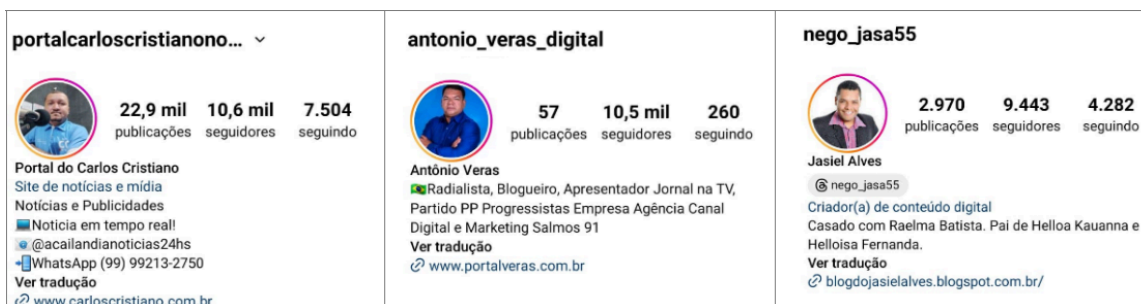 portalcarloscristianono...
22,9 mil 10,6 mil 7.504
publicações seguidores seguindo
Portal do Carlos Cristiano
Site de notícias e mídia
Notícias e Publicidades
Noticia em tempo real!
@acailandianoticias24hs
WhatsApp (99) 99213-2750
Ver tradução
www.carloscristiano.com.br
antonio_veras_digital
57 10,5 mil 260
publicações seguidores seguindo
Antônio Veras
Radialista, Blogueiro, Apresentador Jornal na TV,
Partido PP Progressistas Empresa Agência Canal
Digital e Marketing Salmos 91
Ver tradução
www.portalveras.com.br
nego_jasa55
2.970 9.443 4.282
publicações seguidores seguindo
Jasiel Alves
nego_jasa55
Criador(a) de conteúdo digital
Casado com Raelma Batista. Pai de Helloa Kauanna e
Helloisa Fernanda.
Ver tradução
blogdojasielalves.blogspot.com.br/